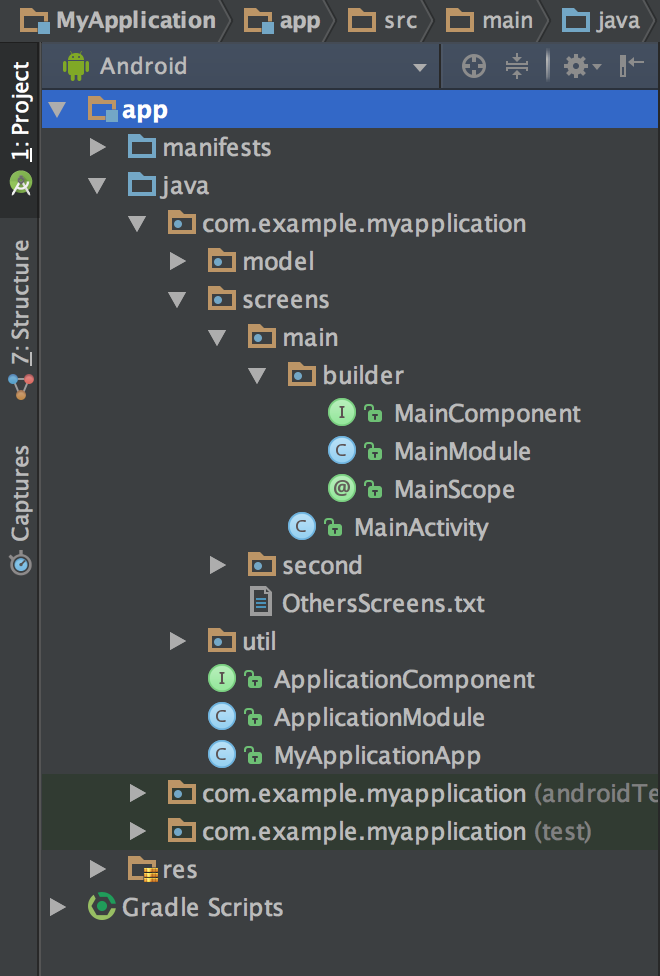 MyApplication app src main java
Android
1: Project
7: Structure
Captures
app
manifests
java
com.example.myapplication
model
screens
main
builder
I MainComponent
C MainModule
@ MainScope
C MainActivity
second
OthersScreens.txt
util
I ApplicationComponent
C ApplicationModule
C MyApplicationApp
com.example.myapplication (androidTe
com.example.myapplication (test)
res
Gradle Scripts